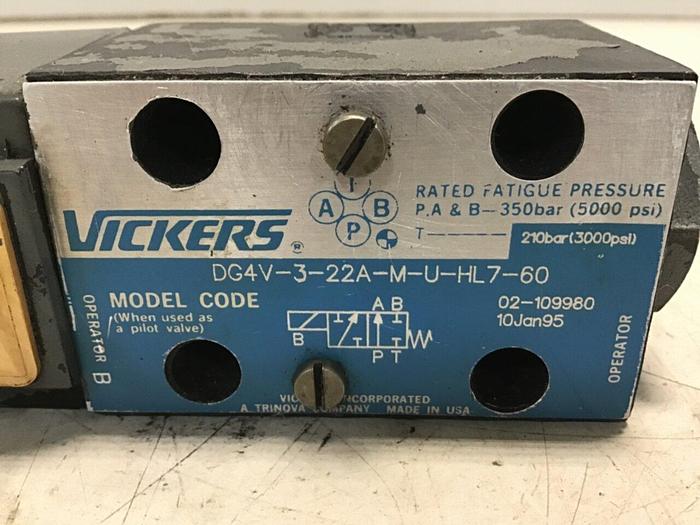 T
A B
P
RATED FATIGUE PRESSURE
P.A & B-350bar (5000 psi)
T------ 210bar(3000psi)
VICKERS ®
DG4V-3-22A-M-U-HL7-60
MODEL CODE
(When used as
a pilot valve)
OPERATOR B
A B
B
P T
02-109980
10Jan95
OPERATOR
INCORPORATED
A TRINOVA COMPANY MADE IN USA